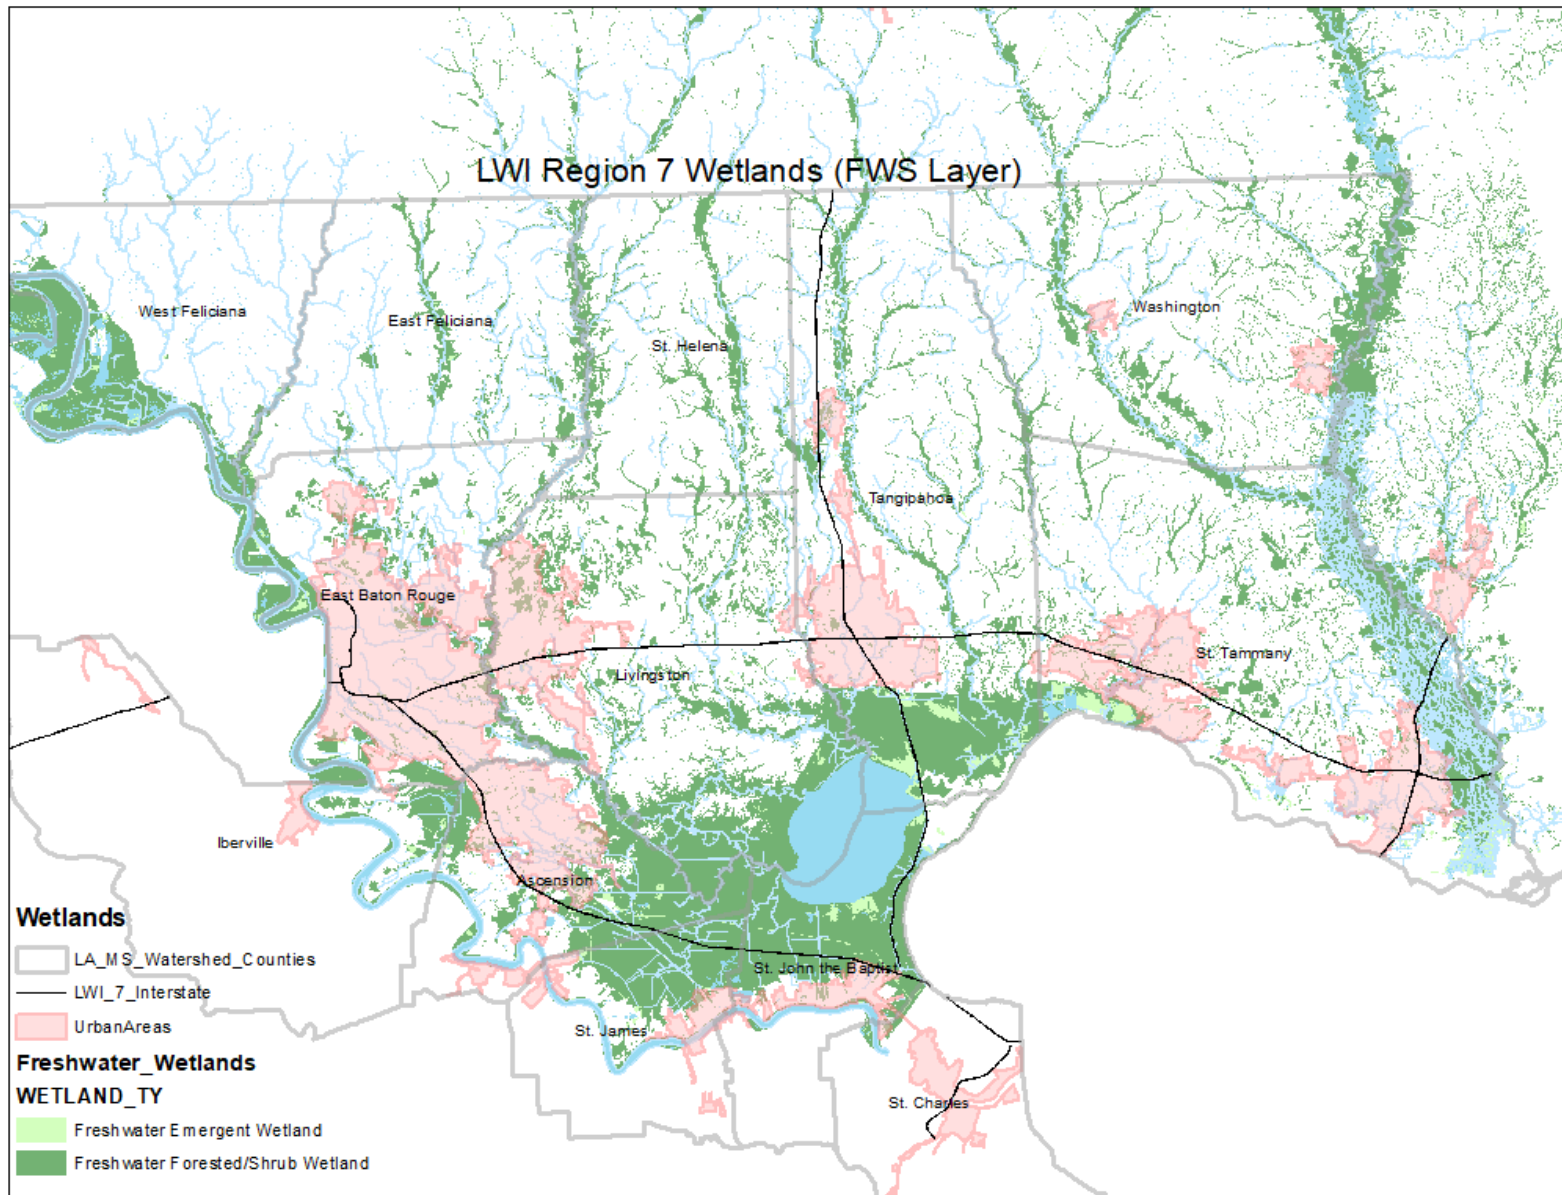 LWI Region 7 Wetlands (FWS Layer)
West Feliciana
East Feliciana
St. Helena
Washington
Tangipahoa
East Baton Rouge
Livingston
St. Tammany
Iberville
Ascension
St. John the Baptist
St. James
St. Charles
Wetlands
LA_MS_Watershed_Counties
LWI_7_Interstate
UrbanAreas
Freshwater_Wetlands
WETLAND_TY
Freshwater Emergent Wetland
Freshwater Forested/Shrub Wetland